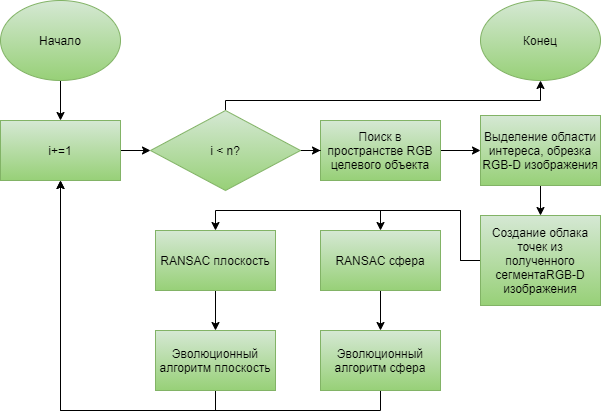 Начало
Конец
i+=1
i < n?
Поиск в
пространстве RGB
целевого объекта
Выделение области
интереса, обрезка
RGB-D изображения
Создание облака
точек из
полученного
сегментаRGB-D
изображения
RANSAC плоскость
RANSAC сфера
Эволюционный
алгоритм плоскость
Эволюционный
алгоритм сфера